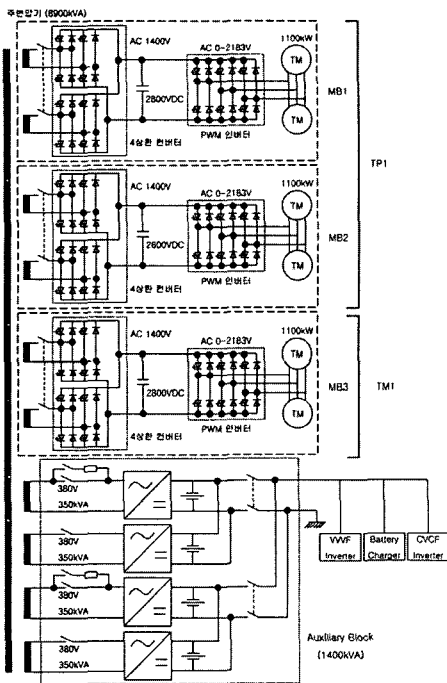 주변압기 (8900kVA)
AC 1400V
AC 0-2183V
1100kW
TM
2800VDC
TM
4상한 컨버터
PWM 인버터
MB1
TP1
AC 1400V
AC 0-2183V
1100kW
TM
2600VDC
TM
4상한 컨버터
PWM 인버터
MB2
AC 1400V
AC 0-2183V
1100kW
TM
2800VDC
TM
4상한 컨버터
PWM 인버터
MB3
TM1
380V
350kVA
380V
350kVA
380V
350kVA
380V
350kVA
VVVF
Inverter
Battery
Charger
CVCF
Inverter
Auxiliary Block
(1400kVA)